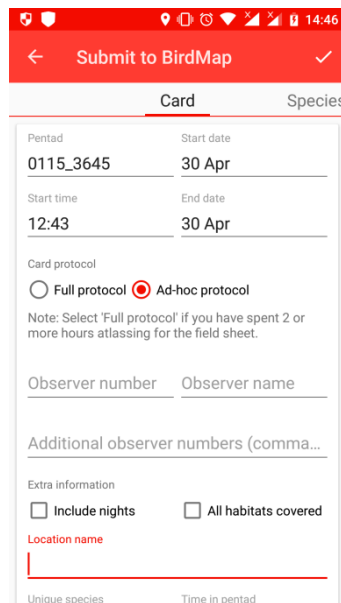 14:46
Submit to BirdMap
Card Species
Pentad Start date
0115_3645 30 Apr
Start time End date
12:43 30 Apr
Card protocol
Full protocol Ad-hoc protocol
Note: Select 'Full protocol' if you have spent 2 or
more hours atlassing for the field sheet.
Observer number Observer name
Additional observer numbers (comma...
Extra information
Include nights All habitats covered
Location name
Unique species Time in pentad